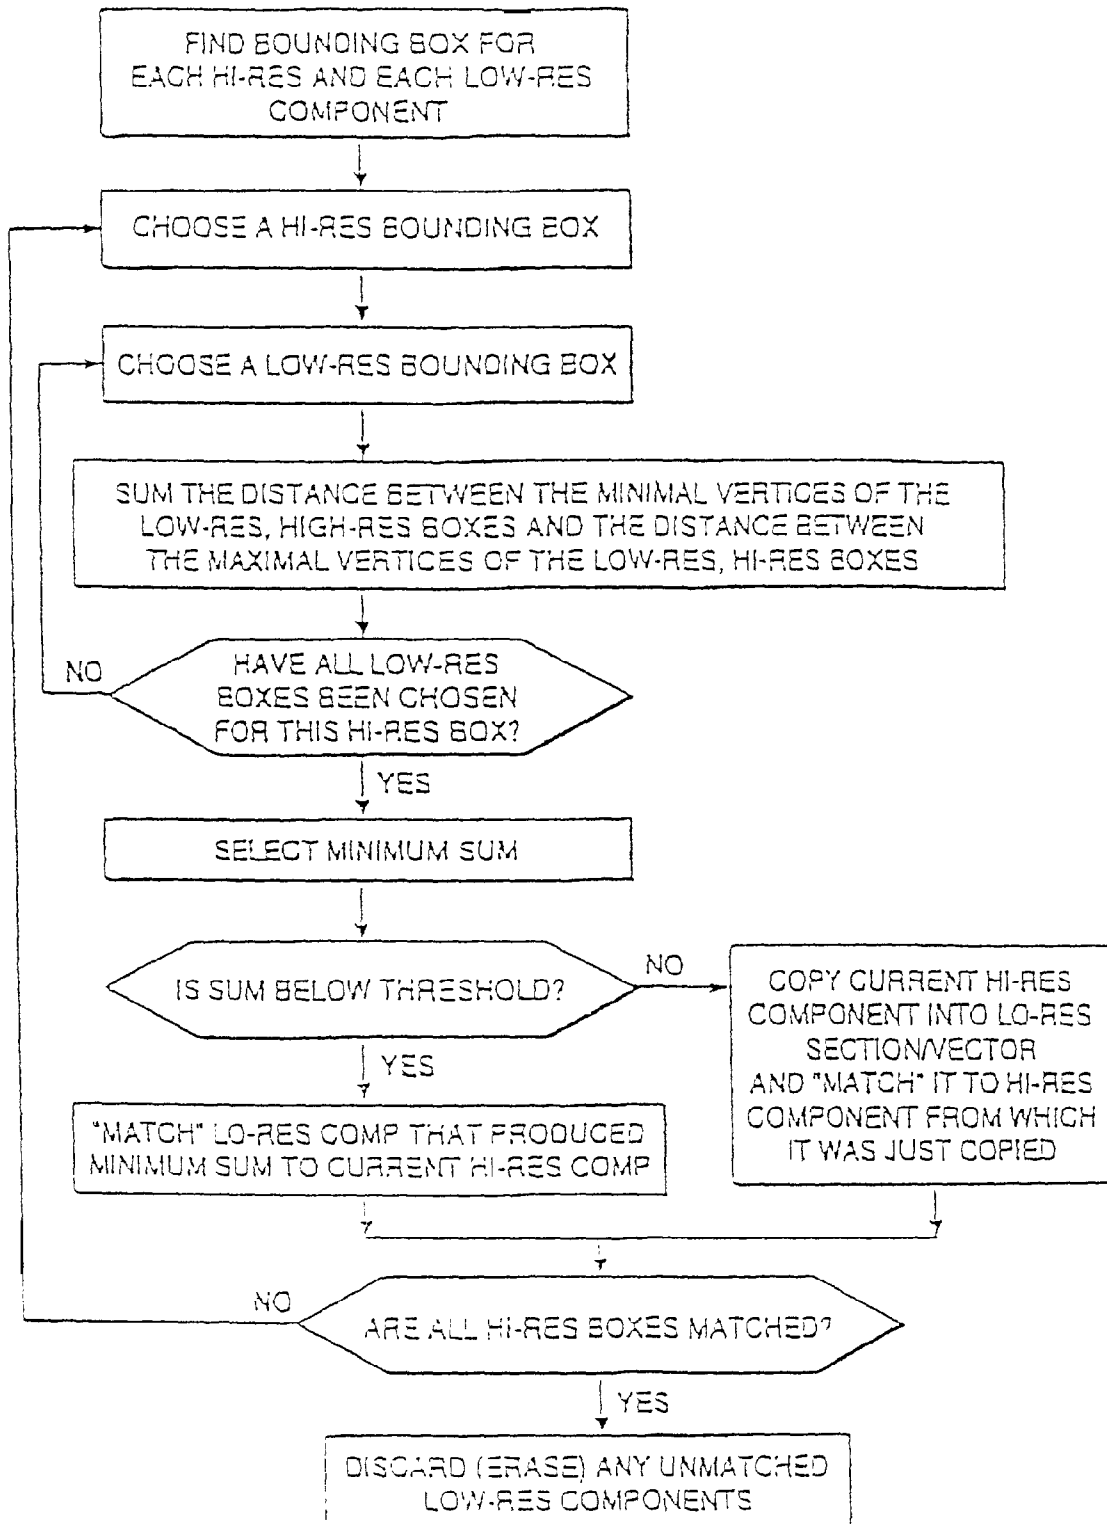 FIND BOUNDING BOX FOR
EACH HI-RES AND EACH LOW-RES
COMPONENT
CHOOSE A HI-RES BOUNDING BOX
CHOOSE A LOW-RES BOUNDING BOX
SUM THE DISTANCE BETWEEN THE MINIMAL VERTICES OF THE
LOW-RES, HIGH-RES BOXES AND THE DISTANCE BETWEEN
THE MAXIMAL VERTICES OF THE LOW-RES, HI-RES BOXES
NO
HAVE ALL LOW-RES
BOXES BEEN CHOSEN
FOR THIS HI-RES BOX?
YES
SELECT MINIMUM SUM
IS SUM BELOW THRESHOLD?
NO
COPY CURRENT HI-RES
COMPONENT INTO LO-RES
SECTION/VECTOR
AND "MATCH" IT TO HI-RES
COMPONENT FROM WHICH
IT WAS JUST COPIED
YES
"MATCH" LO-RES COMP THAT PRODUCED
MINIMUM SUM TO CURRENT HI-RES COMP
NO
ARE ALL HI-RES BOXES MATCHED?
YES
DISCARD (ERASE) ANY UNMATCHED
LOW-RES COMPONENTS